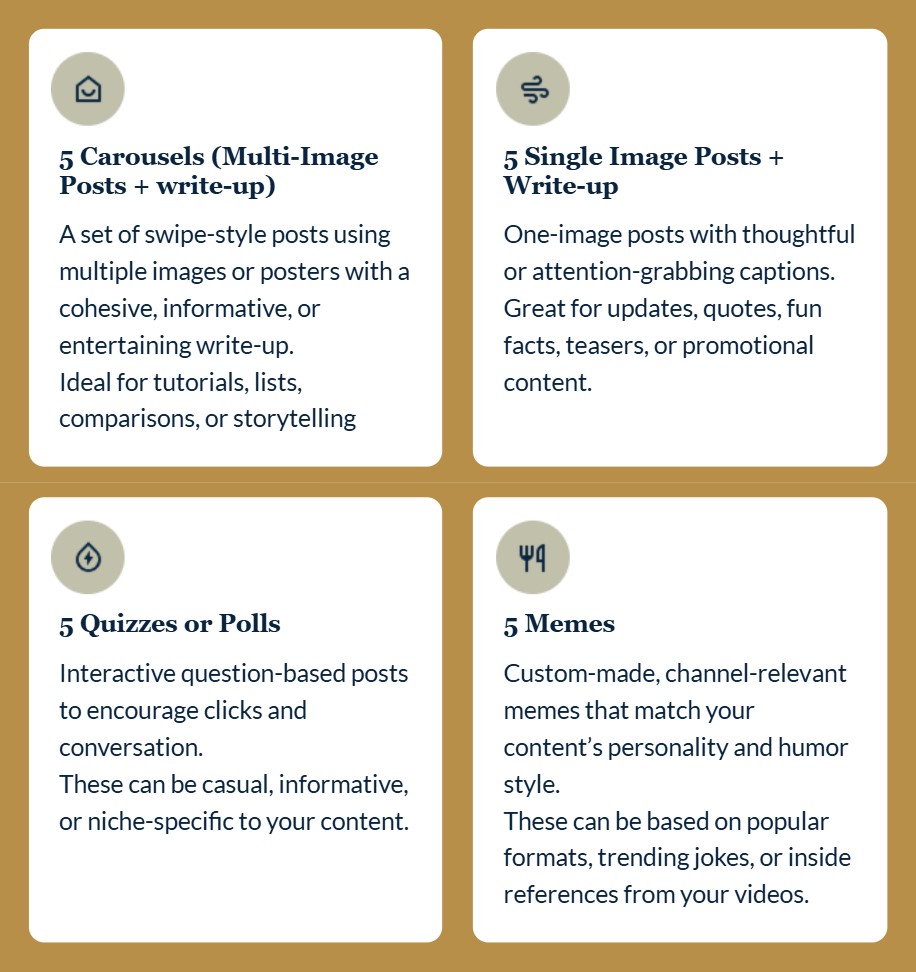 5 Carousels (Multi-Image
Posts + write-up)
A set of swipe-style posts using
multiple images or posters with a
cohesive, informative, or
entertaining write-up.
Ideal for tutorials, lists,
comparisons, or storytelling
5 Single Image Posts +
Write-up
One-image posts with thoughtful
or attention-grabbing captions.
Great for updates, quotes, fun
facts, teasers, or promotional
content.
5 Quizzes or Polls
Interactive question-based posts
to encourage clicks and
conversation.
These can be casual, informative,
or niche-specific to your content.
5 Memes
Custom-made, channel-relevant
memes that match your
content’s personality and humor
style.
These can be based on popular
formats, trending jokes, or inside
references from your videos.